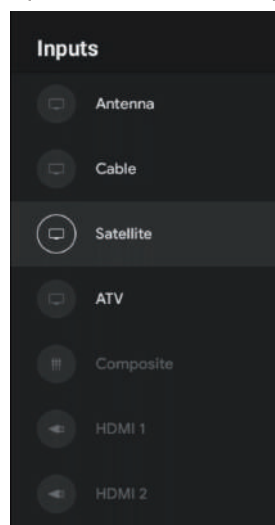 Inputs
Antenna
Cable
Satellite
ATV
Composite
HDMI 1
HDMI 2